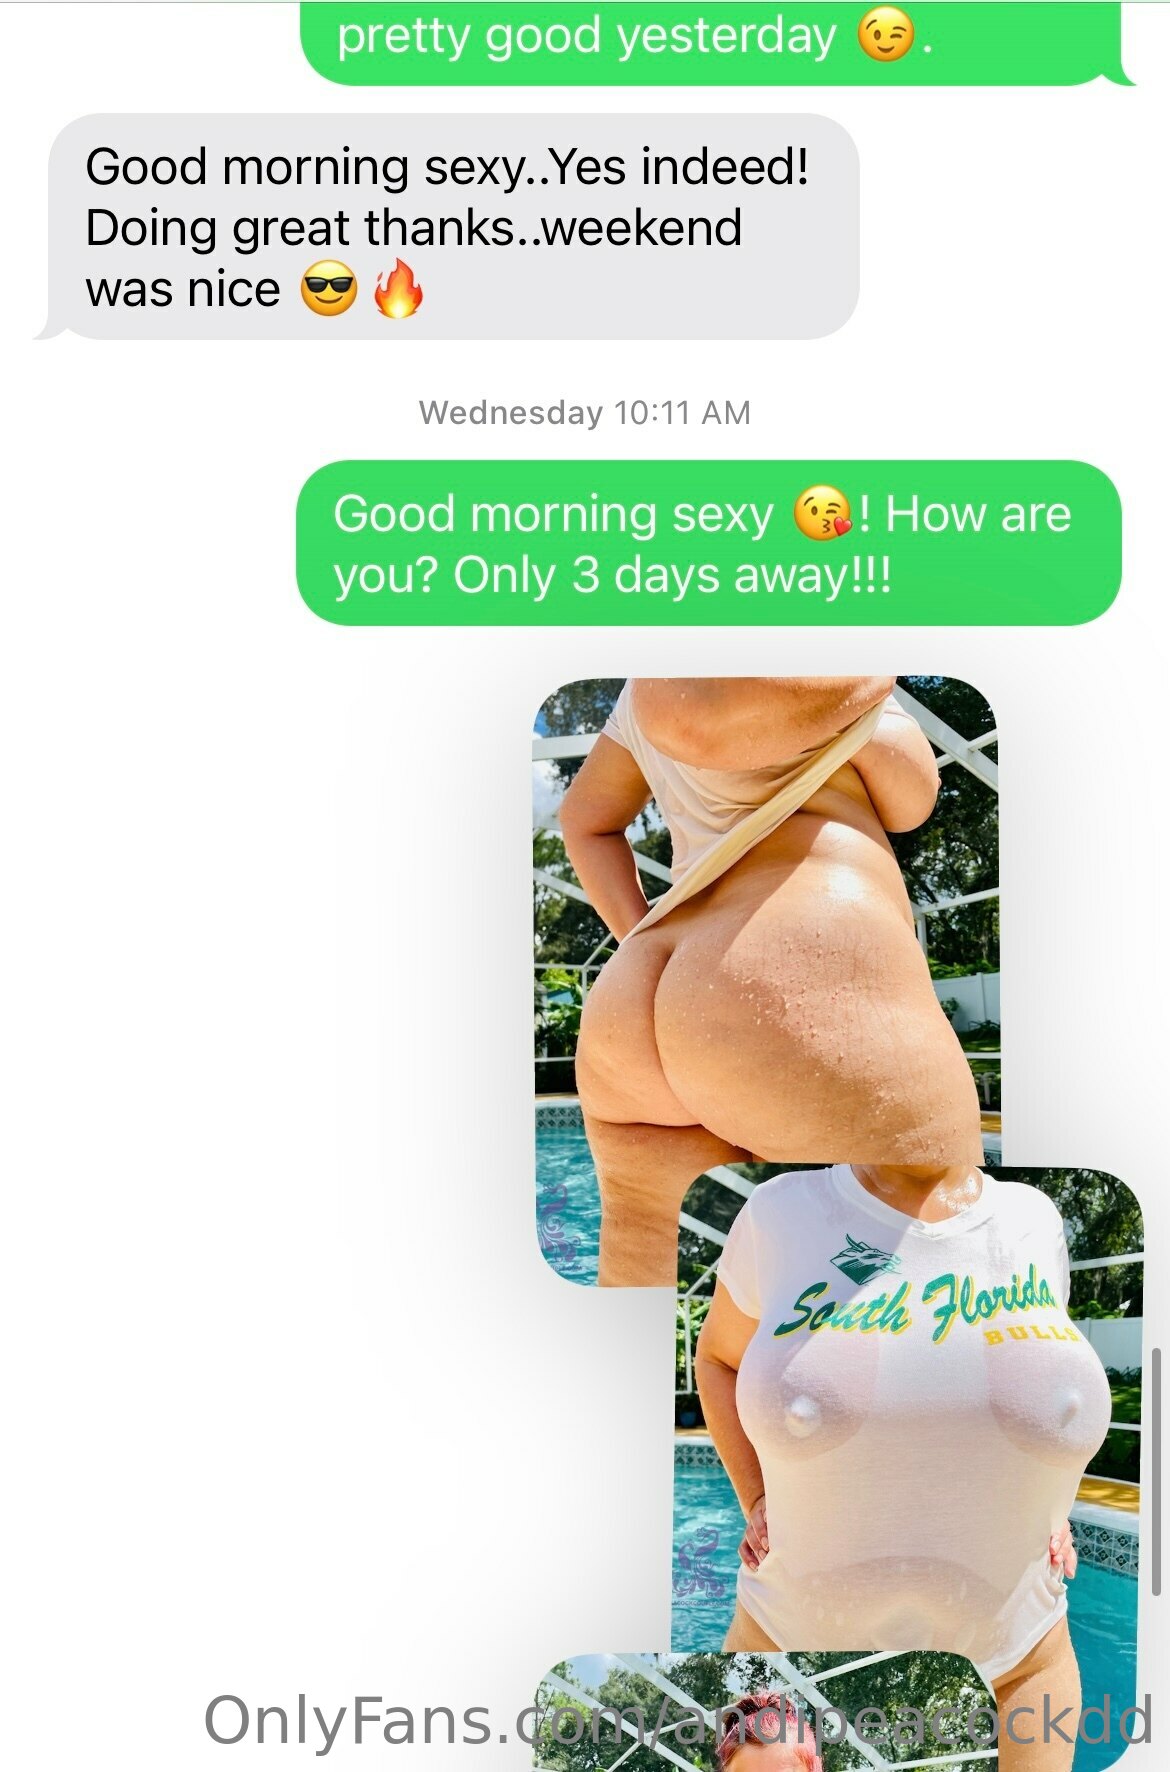 pretty good yesterday 😉.
Good morning sexy..Yes indeed!
Doing great thanks..weekend
was nice 😎🔥
Wednesday 10:11 AM
Good morning sexy 😘! How are
you? Only 3 days away!!!
South Florida
BULLS
OnlyFans.com/andipeacockdd